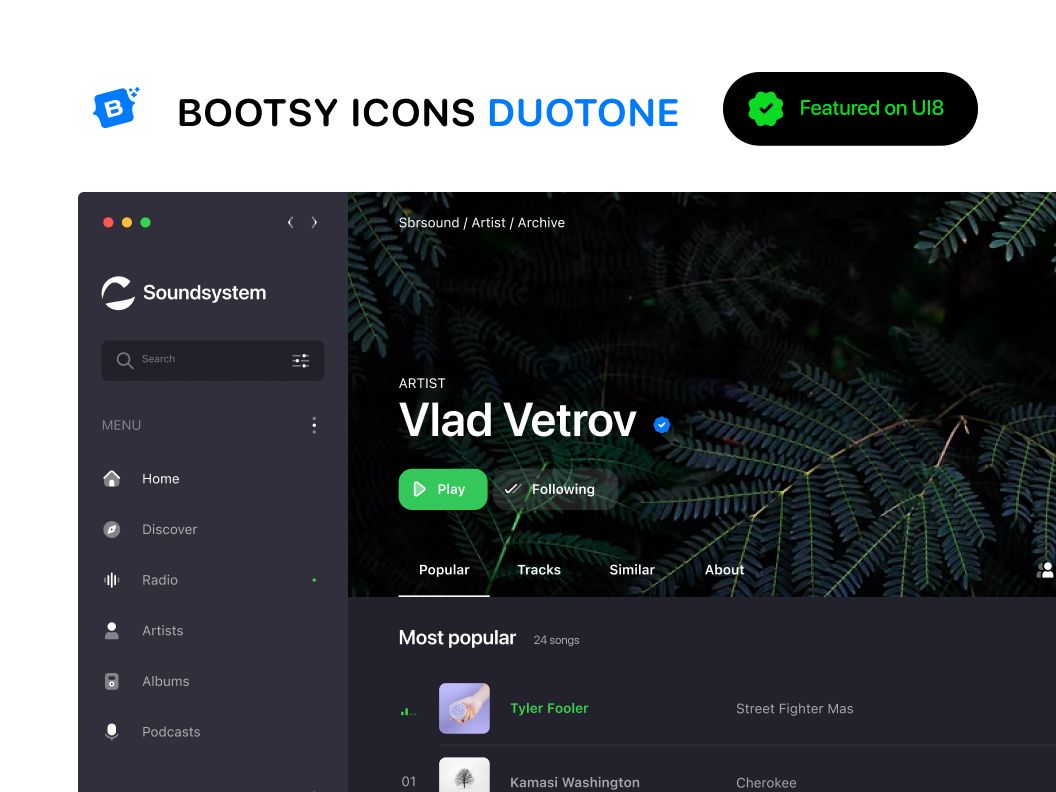 B
BOOTSY ICONS DUOTONE
Featured on UI8
Sbrsound / Artist / Archive
Soundsystem
Search
MENU
Home
Discover
Radio
Artists
Albums
Podcasts
ARTIST
Vlad Vetrov
Play
Following
Popular
Tracks
Similar
About
Most popular
24 songs
Tyler Fooler
Street Fighter Mas
01
Kamasi Washington
Cherokee